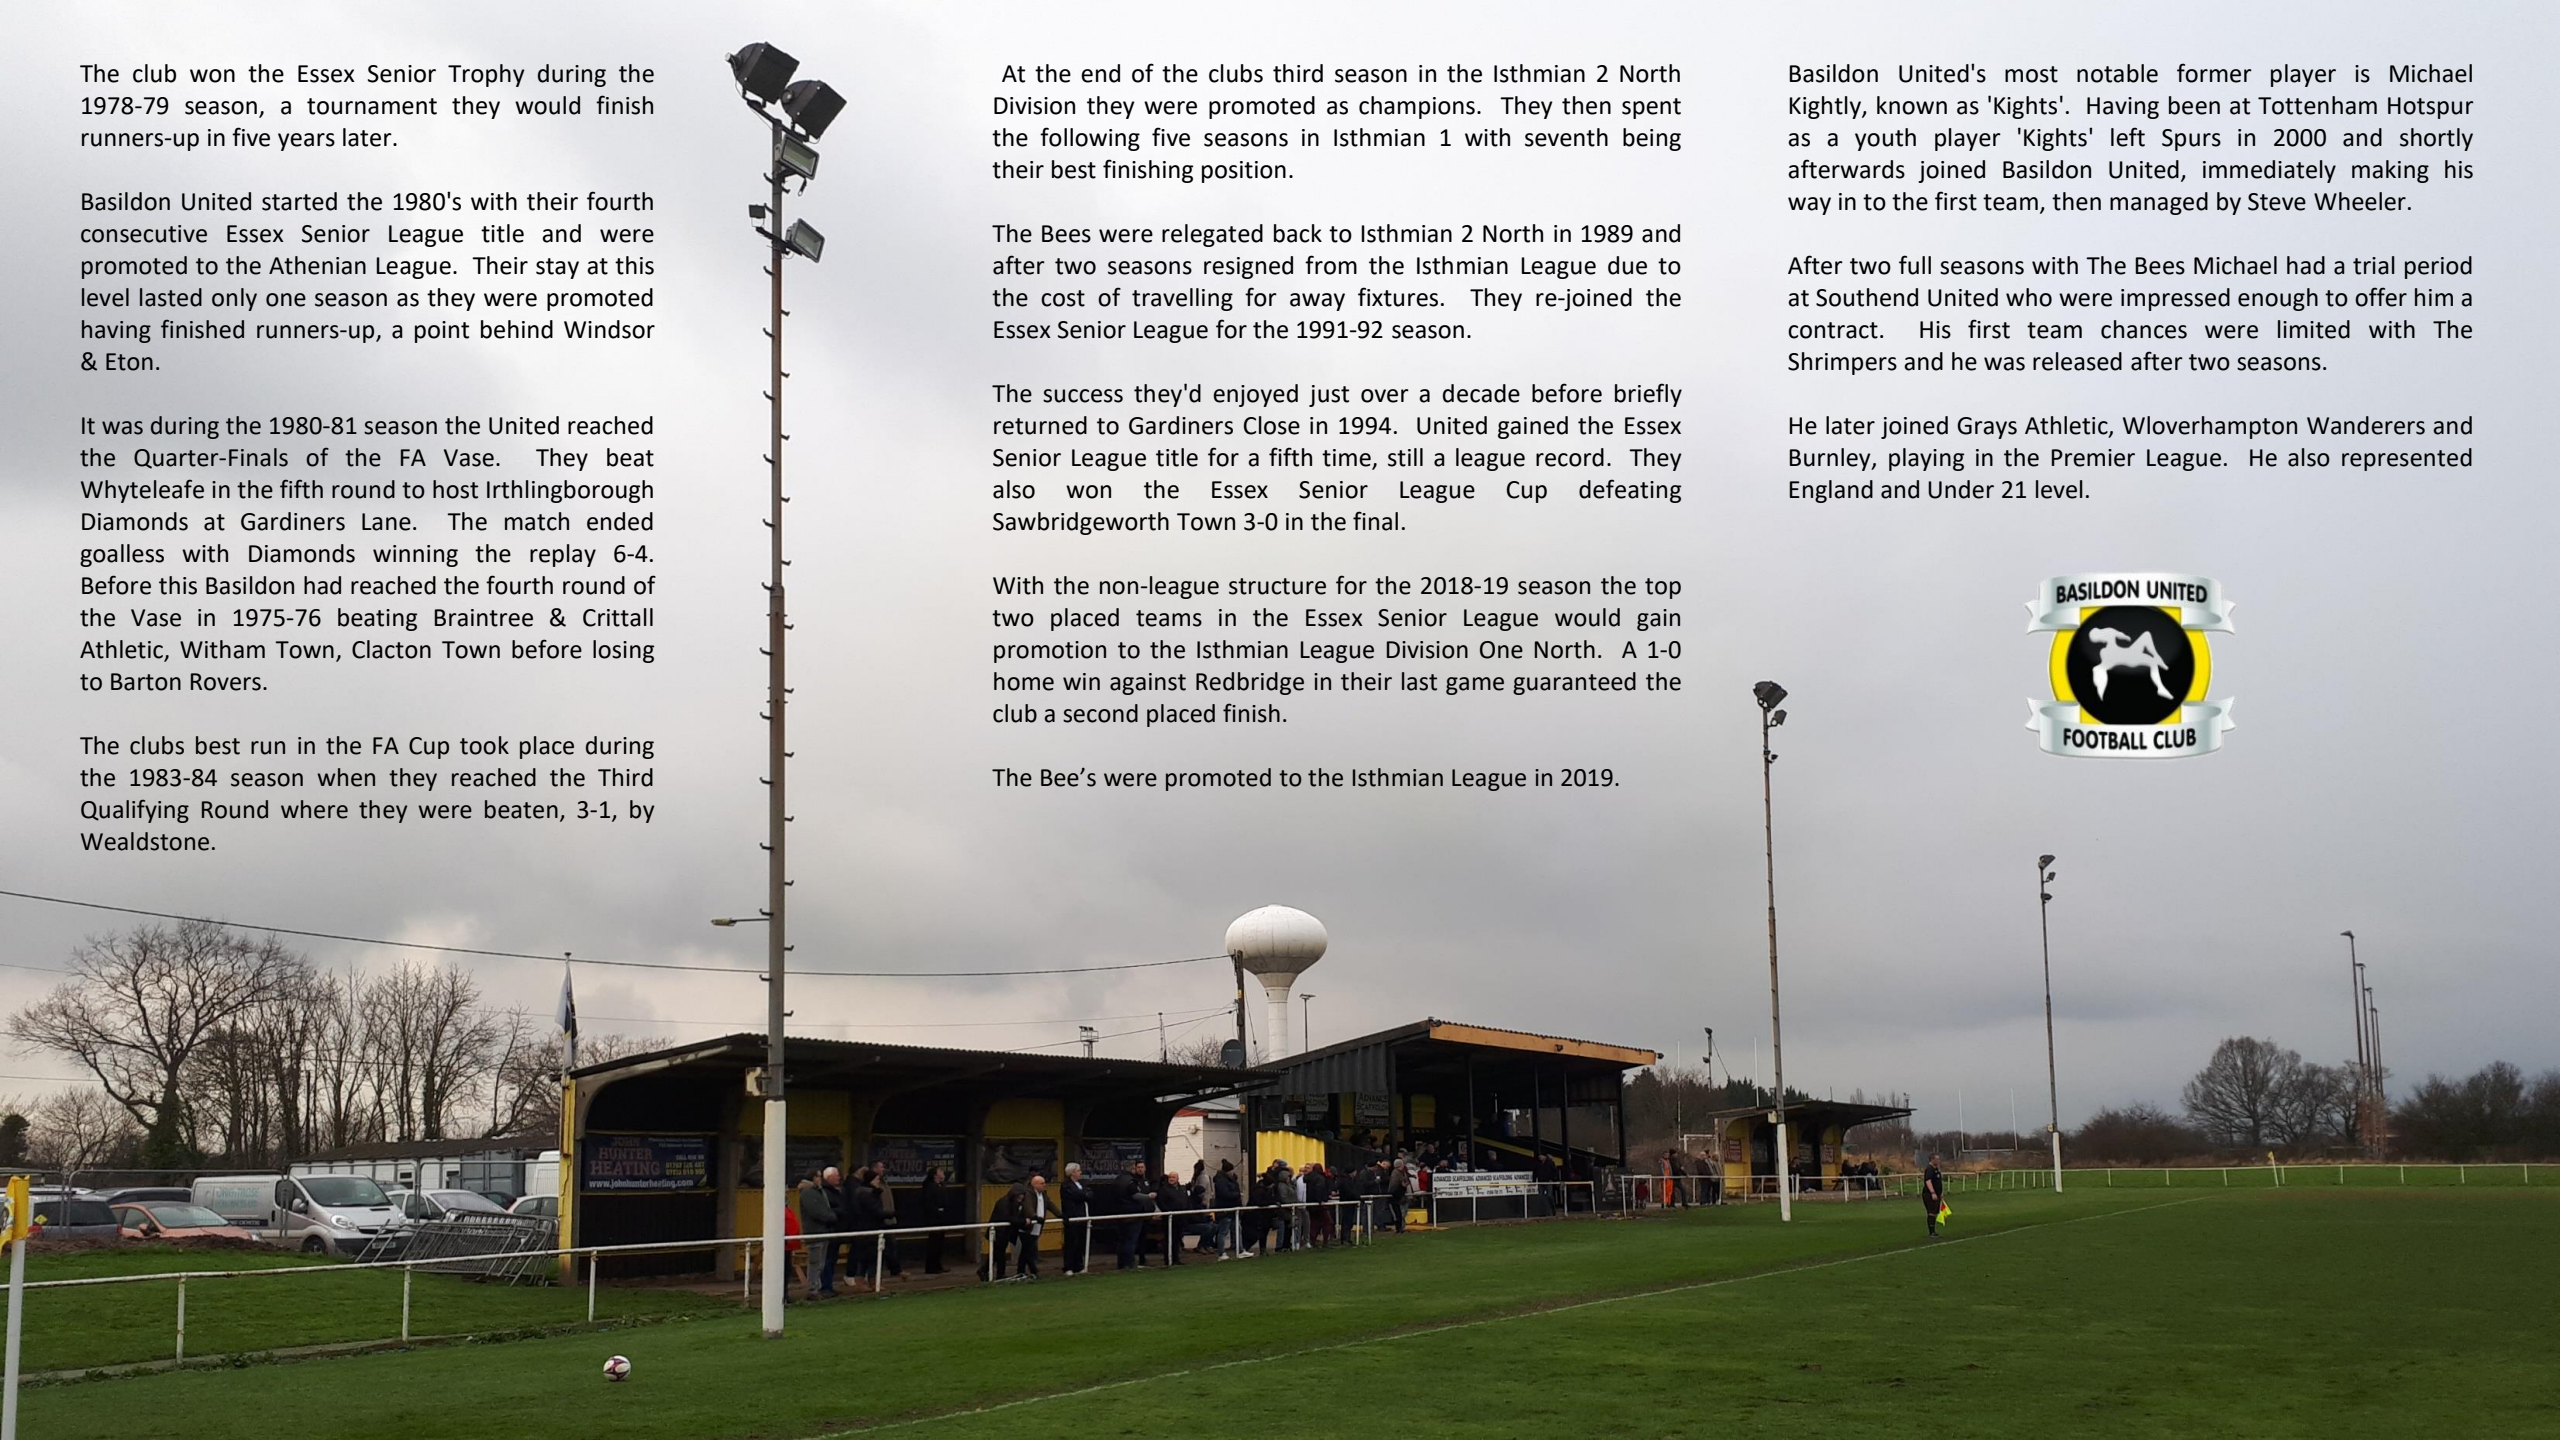 The club won the Essex Senior Trophy during the
1978-79 season, a tournament they would finish
runners-up in five years later.
Basildon United started the 1980's with their fourth
consecutive Essex Senior League title and were
promoted to the Athenian League. Their stay at this
level lasted only one season as they were promoted
having finished runners-up, a point behind Windsor
& Eton.
It was during the 1980-81 season the United reached
the Quarter-Finals of the FA Vase. They beat
Whyteleafe in the fifth round to host Irthlingborough
Diamonds at Gardiners Lane. The match ended
goalless with Diamonds winning the replay 6-4.
Before this Basildon had reached the fourth round of
the Vase in 1975-76 beating Braintree & Crittall
Athletic, Witham Town, Clacton Town before losing
to Barton Rovers.
The clubs best run in the FA Cup took place during
the 1983-84 season when they reached the Third
Qualifying Round where they were beaten, 3-1, by
Wealdstone.
At the end of the clubs third season in the Isthmian 2 North
Division they were promoted as champions. They then spent
the following five seasons in Isthmian 1 with seventh being
their best finishing position.
The Bees were relegated back to Isthmian 2 North in 1989 and
after two seasons resigned from the Isthmian League due to
the cost of travelling for away fixtures. They re-joined the
Essex Senior League for the 1991-92 season.
The success they'd enjoyed just over a decade before briefly
returned to Gardiners Close in 1994. United gained the Essex
Senior League title for a fifth time, still a league record. They
also won the Essex Senior League Cup defeating
Sawbridgeworth Town 3-0 in the final.
With the non-league structure for the 2018-19 season the top
two placed teams in the Essex Senior League would gain
promotion to the Isthmian League Division One North. A 1-0
home win against Redbridge in their last game guaranteed the
club a second placed finish.
The Bee’s were promoted to the Isthmian League in 2019.
Basildon United's most notable former player is Michael
Kightly, known as 'Kights'. Having been at Tottenham Hotspur
as a youth player 'Kights' left Spurs in 2000 and shortly
afterwards joined Basildon United, immediately making his
way in to the first team, then managed by Steve Wheeler.
After two full seasons with The Bees Michael had a trial period
at Southend United who were impressed enough to offer him a
contract. His first team chances were limited with The
Shrimpers and he was released after two seasons.
He later joined Grays Athletic, Wloverhampton Wanderers and
Burnley, playing in the Premier League. He also represented
England and Under 21 level.
BASILDON UNITED
FOOTBALL CLUB
JOHN
HUNTER
HEATING
www.johnhunterheating.com
ADVANCED SCAFFOLDING ADVANCED SCAFFOLDING ADVANCED